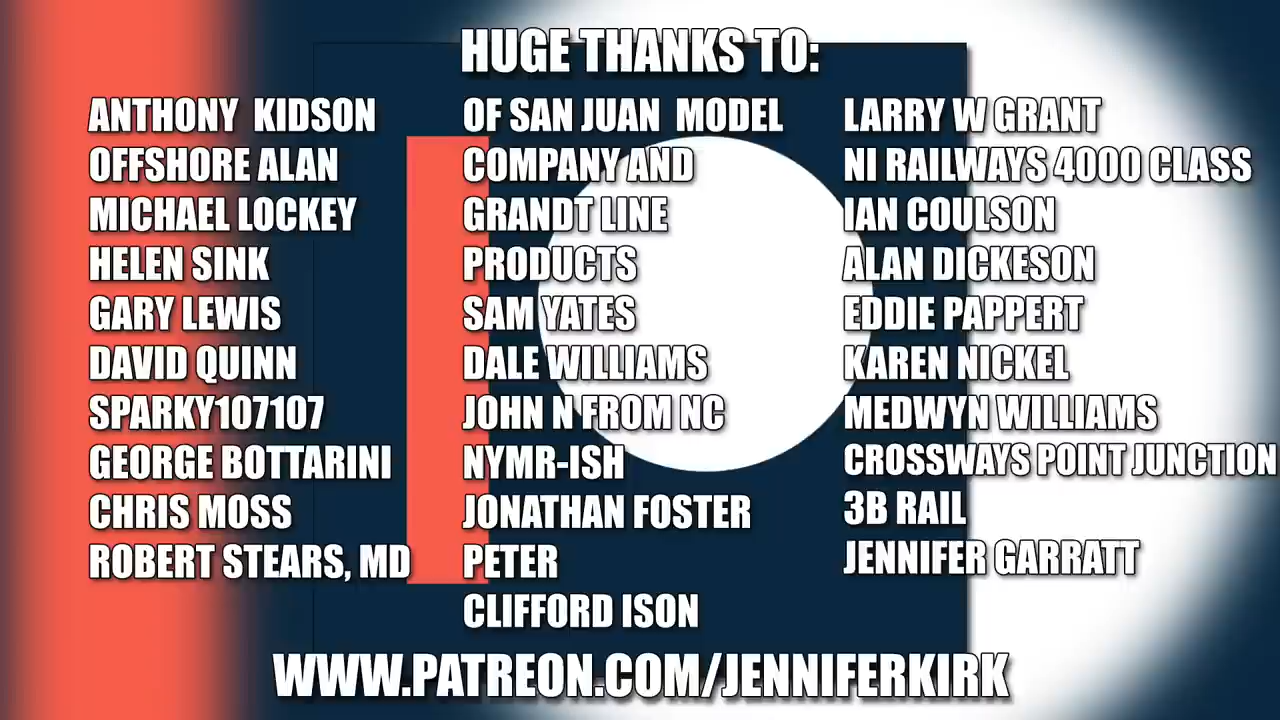 HUGE THANKS TO:
ANTHONY KIDSON
OFFSHORE ALAN
MICHAEL LOCKEY
HELEN SINK
GARY LEWIS
DAVID QUINN
SPARKY107107
GEORGE BOTTARINI
CHRIS MOSS
ROBERT STEARS, MD
OF SAN JUAN MODEL
COMPANY AND
GRANDT LINE
PRODUCTS
SAM YATES
DALE WILLIAMS
JOHN N FROM NC
NYMR-ISH
JONATHAN FOSTER
PETER
CLIFFORD ISON
LARRY W GRANT
NI RAILWAYS 4000 CLASS
IAN COULSON
ALAN DICKESON
EDDIE PAPPERT
KAREN NICKEL
MEDWYN WILLIAMS
CROSSWAYS POINT JUNCTION
3B RAIL
JENNIFER GARRATT
WWW.PATREON.COM/JENNIFERKIRK